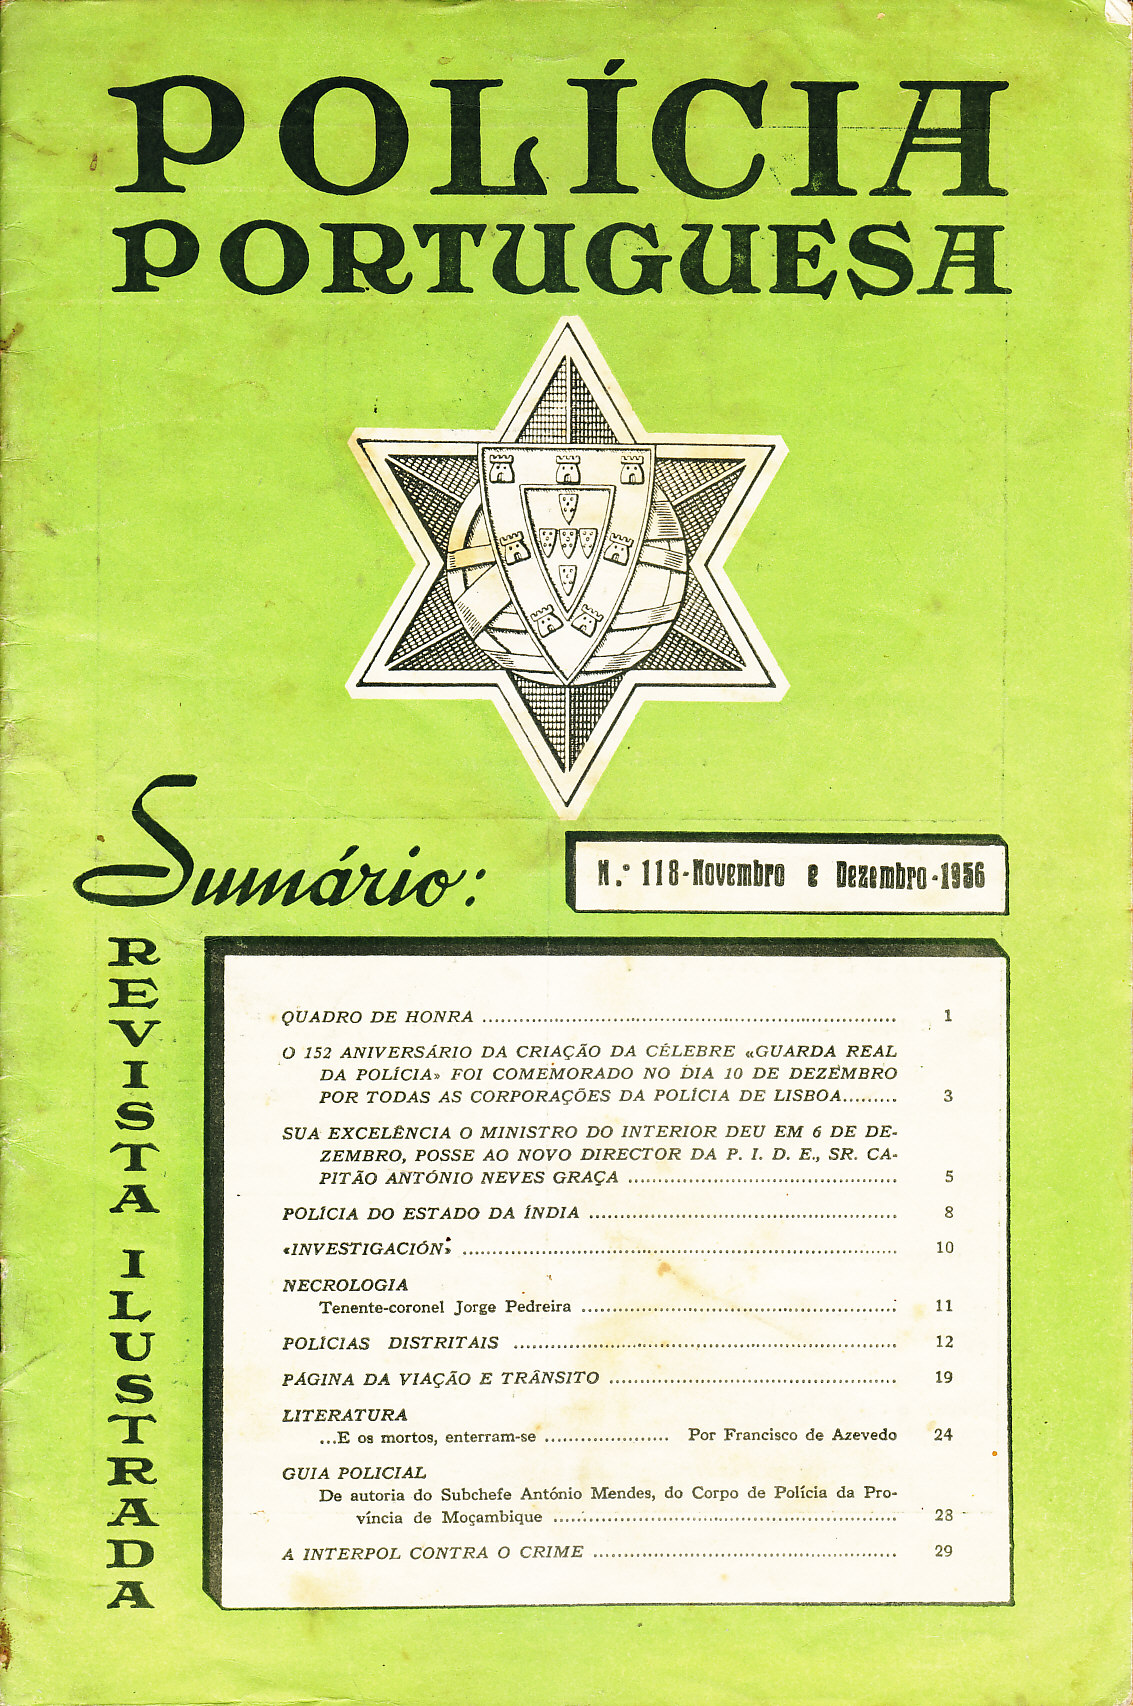 POLÍCIA
PORTUGUESA
Sumário:
N.º 118-Novembro e Dezembro-1956
REVISTA ILUSTRADA
QUADRO DE HONRA ..................................................................... 1
O 152 ANIVERSÁRIO DA CRIAÇÃO DA CÉLEBRE «GUARDA REAL
DA POLÍCIA» FOI COMEMORADO NO DIA 10 DE DEZEMBRO
POR TODAS AS CORPORAÇÕES DA POLÍCIA DE LISBOA......... 3
SUA EXCELÊNCIA O MINISTRO DO INTERIOR DEU EM 6 DE DE-
ZEMBRO, POSSE AO NOVO DIRECTOR DA P. I. D. E., SR. CA-
PITÃO ANTÓNIO NEVES GRAÇA ............................................. 5
POLÍCIA DO ESTADO DA ÍNDIA .................................................... 8
«INVESTIGACIÓN» ......................................................................... 10
NECROLOGIA
Tenente-coronel Jorge Pedreira ..................................................... 11
POLÍCIAS DISTRITAIS ................................................................ 12
PÁGINA DA VIAÇÃO E TRÂNSITO ................................................ 19
LITERATURA
...E os mortos, enterram-se ..................... Por Francisco de Azevedo 24
GUIA POLICIAL
De autoria do Subchefe António Mendes, do Corpo de Polícia da Pro-
víncia de Moçambique .......................................................... 28
A INTERPOL CONTRA O CRIME ................................................... 29